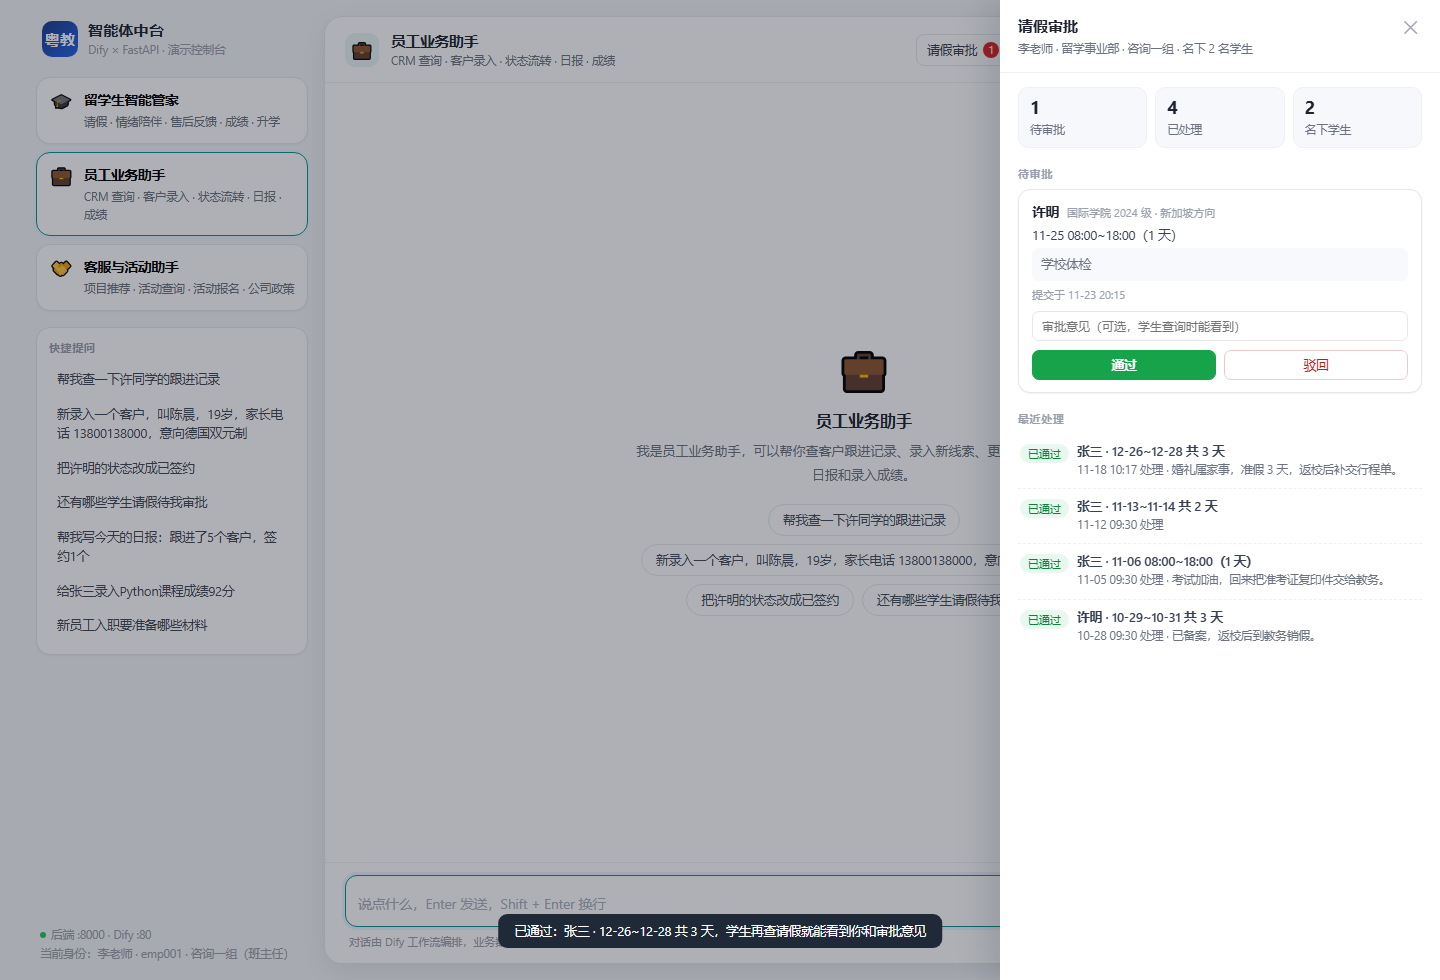 粤教
智能体中台
Dify × FastAPI · 演示控制台
留学生智能管家
请假 · 情绪陪伴 · 售后反馈 · 成绩 · 升学
员工业务助手
CRM 查询 · 客户录入 · 状态流转 · 日报 ·
成绩
客服与活动助手
项目推荐 · 活动查询 · 活动报名 · 公司政策
快捷提问
帮我查一下许同学的跟进记录
新录入一个客户，叫陈晨，19岁，家长电
话 13800138000，意向德国双元制
把许明的状态改成已签约
还有哪些学生请假待我审批
帮我写今天的日报：跟进了5个客户，签
约1个
给张三录入Python课程成绩92分
新员工入职要准备哪些材料
后端 :8000 · Dify :80
当前身份：李老师 · emp001 · 咨询一组（班主任）
员工业务助手
CRM 查询 · 客户录入 · 状态流转 · 日报 · 成绩
请假审批 1
员工业务助手
我是员工业务助手，可以帮你查客户跟进记录、录入新线索、更
日报和录入成绩。
帮我查一下许同学的跟进记录
新录入一个客户，叫陈晨，19岁，家长电话 13800138000，意
把许明的状态改成已签约
还有哪些学生请假待我
说点什么，Enter 发送，Shift + Enter 换行
对话由 Dify 工作流编排，业务
已通过：张三 · 12-26~12-28 共 3 天，学生再查请假就能看到你和审批意见
请假审批
李老师 · 留学事业部 · 咨询一组 · 名下 2 名学生
1
待审批
4
已处理
2
名下学生
待审批
许明 国际学院 2024 级 · 新加坡方向
11-25 08:00~18:00（1 天）
学校体检
提交于 11-23 20:15
审批意见（可选，学生查询时能看到）
通过
驳回
最近处理
已通过
张三 · 12-26~12-28 共 3 天
11-18 10:17 处理 · 婚礼属家事，准假 3 天，返校后补交行程单。
已通过
张三 · 11-13~11-14 共 2 天
11-12 09:30 处理
已通过
张三 · 11-06 08:00~18:00（1 天）
11-05 09:30 处理 · 考试加油，回来把准考证复印件交给教务。
已通过
许明 · 10-29~10-31 共 3 天
10-28 09:30 处理 · 已备案，返校后到教务销假。